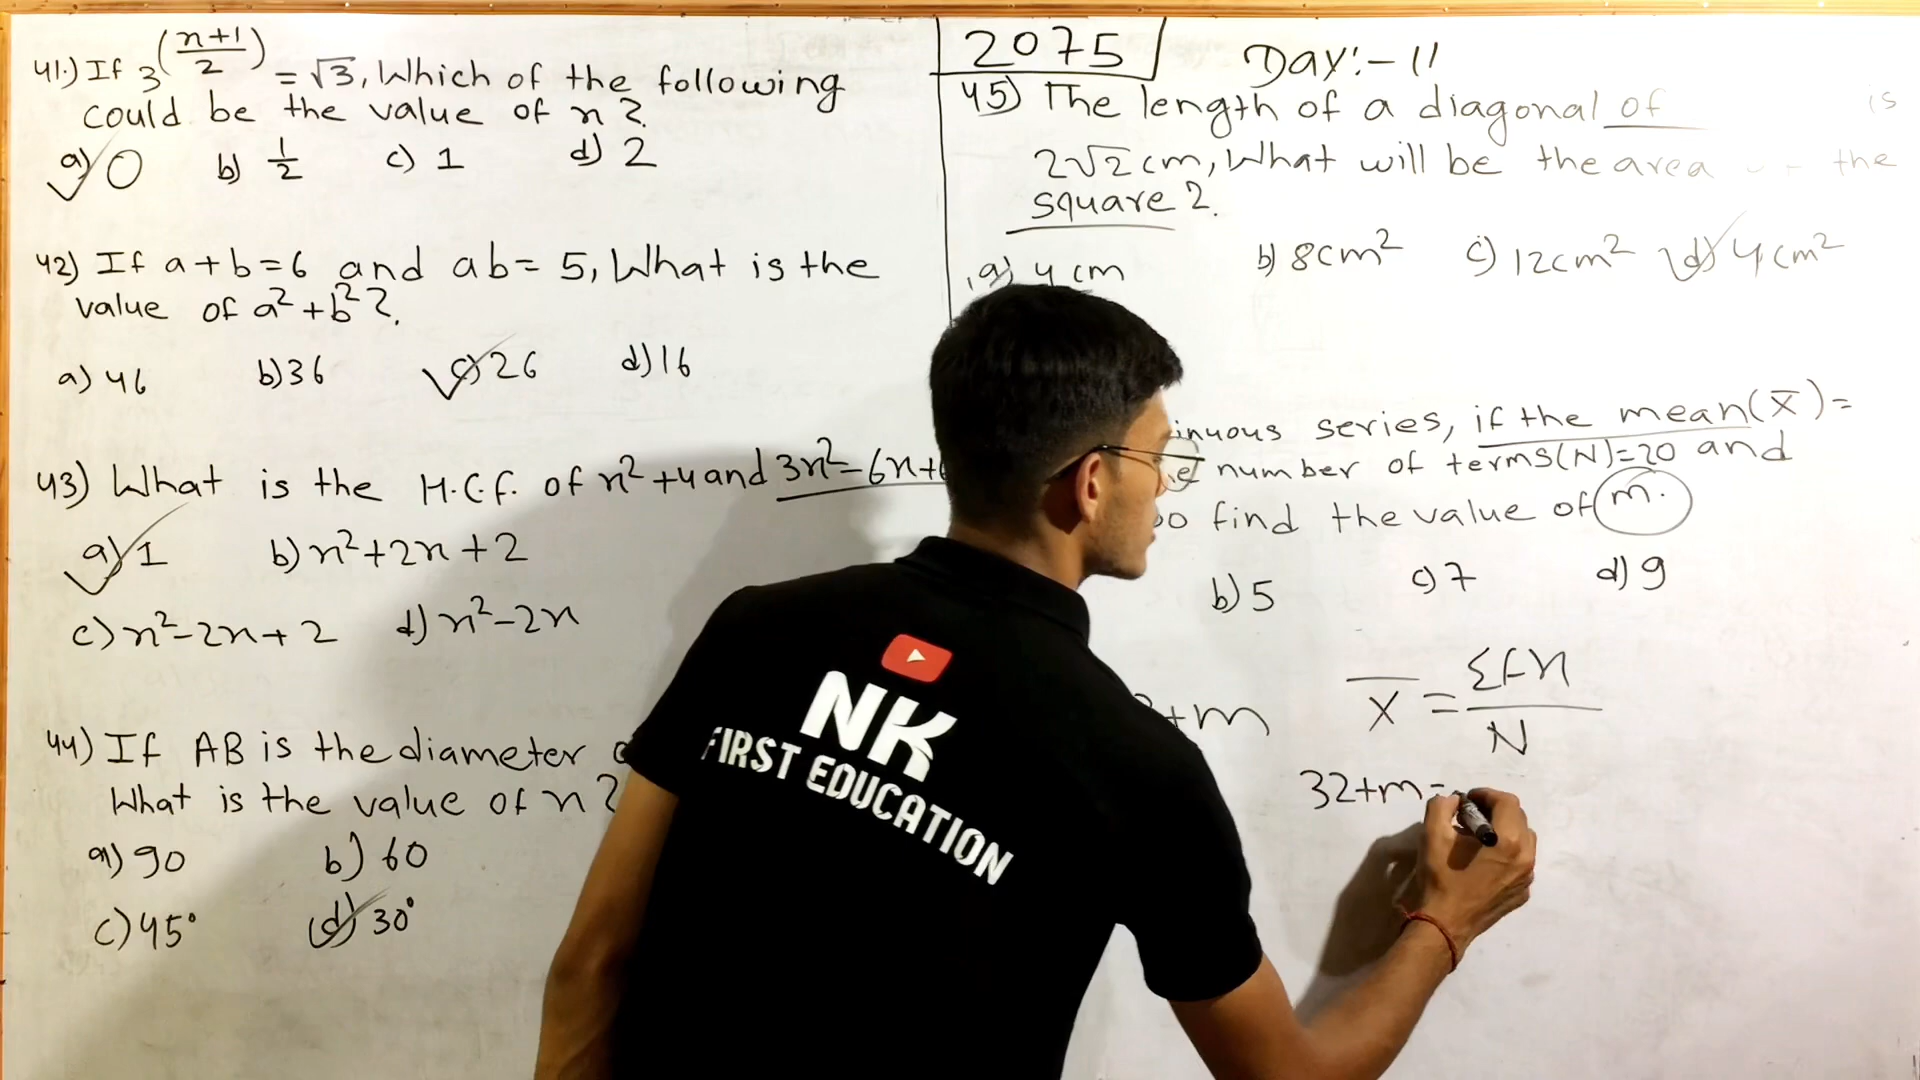 41.) If 3^(n+1/2) = √3, Which of the following
could be the value of n ?
a) 0 b) 1/2 c) 1 d) 2
42) If a+b=6 and ab= 5, What is the
value of a²+b² ?.
a) 46 b) 36 c) 26 d) 16
43) What is the H.C.f. of n²+4 and 3n²-6n+
a) 1 b) n²+2n+2
c) n²-2n+2 d) n²-2n
44) If AB is the diameter
What is the value of n ?
a) 90 b) 60
c) 45° d) 30°
2075 Day:- 11
45) The length of a diagonal of is
2√2 cm, What will be the area the
square ?.
a) 4 cm b) 8cm² c) 12cm² d) 4cm²
series, if the mean(x̄)=
number of terms(N)=20 and
find the value of m.
b) 5 c) 7 d) 9
+m X̄ = Σfn/N
32+m=
NK
FIRST EDUCATION